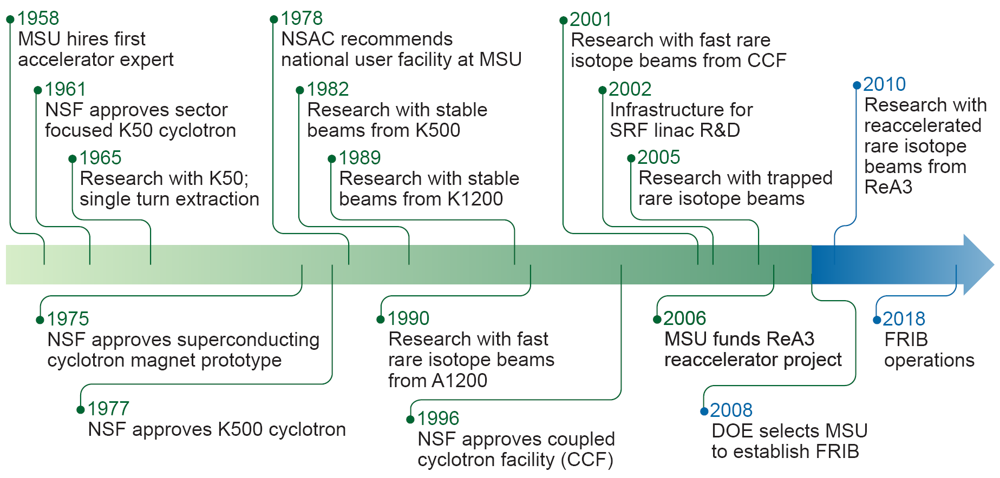 1958
MSU hires first
accelerator expert
1961
NSF approves sector
focused K50 cyclotron
1965
Research with K50;
single turn extraction
1978
NSAC recommends
national user facility at MSU
1982
Research with stable
beams from K500
1989
Research with stable
beams from K1200
2001
Research with fast rare
isotope beams from CCF
2002
Infrastructure for
SRF linac R&D
2005
Research with trapped
rare isotope beams
2010
Research with
reaccelerated
rare isotope
beams from
ReA3
1975
NSF approves superconducting
cyclotron magnet prototype
1977
NSF approves K500 cyclotron
1990
Research with fast
rare isotope beams
from A1200
1996
NSF approves coupled
cyclotron facility (CCF)
2006
MSU funds ReA3
reaccelerator project
2008
DOE selects MSU
to establish FRIB
2018
FRIB
operations